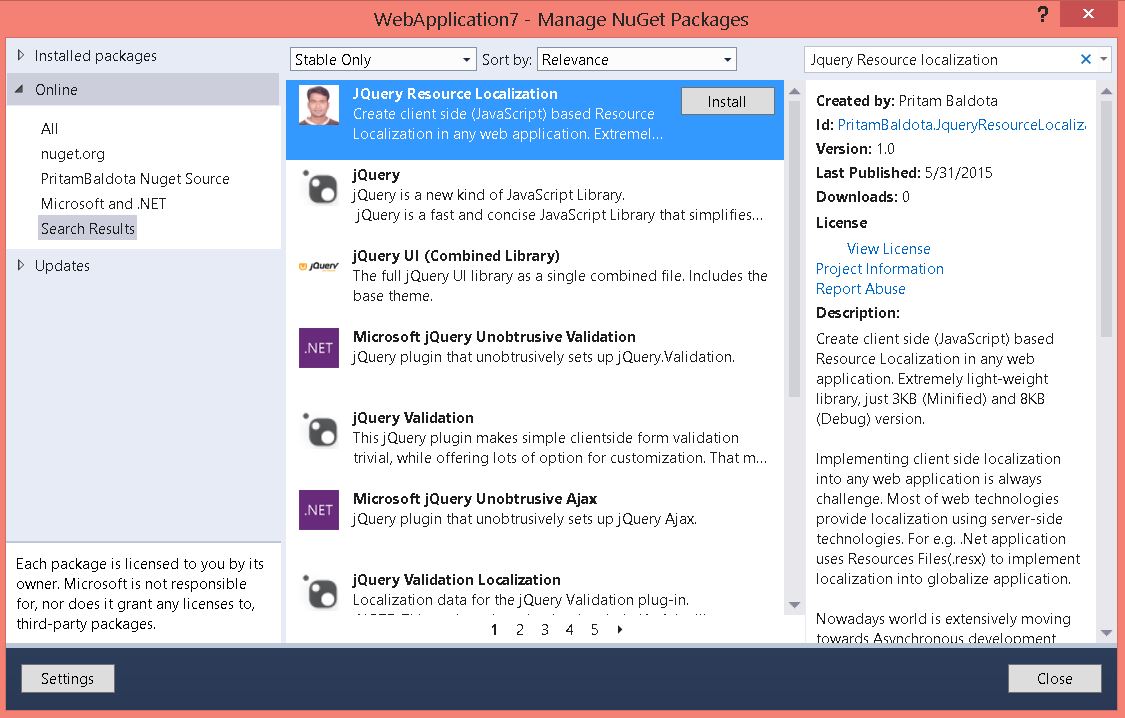 WebApplication7 - Manage NuGet Packages
?
Installed packages
Online
All
nuget.org
PritamBaldota Nuget Source
Microsoft and .NET
Search Results
Updates
Each package is licensed to you by its
owner. Microsoft is not responsible
for, nor does it grant any licenses to,
third-party packages.
Stable Only Sort by: Relevance
JQuery Resource Localization
Create client side (JavaScript) based Resource
Localization in any web application. Extremel...
Install
jQuery
jQuery is a new kind of JavaScript Library.
jQuery is a fast and concise JavaScript Library that simplifies...
jQuery
jQuery UI (Combined Library)
The full jQuery UI library as a single combined file. Includes the
base theme.
.NET
Microsoft jQuery Unobtrusive Validation
jQuery plugin that unobtrusively sets up jQuery.Validation.
jQuery Validation
This jQuery plugin makes simple clientside form validation
trivial, while offering lots of option for customization. That m...
.NET
Microsoft jQuery Unobtrusive Ajax
jQuery plugin that unobtrusively sets up jQuery Ajax.
jQuery Validation Localization
Localization data for the jQuery Validation plug-in.
1 2 3 4 5
Jquery Resource localization
Created by: Pritam Baldota
Id: PritamBaldota.JqueryResourceLocaliz
Version: 1.0
Last Published: 5/31/2015
Downloads: 0
License
View License
Project Information
Report Abuse
Description:
Create client side (JavaScript) based
Resource Localization in any web
application. Extremely light-weight
library, just 3KB (Minified) and 8KB
(Debug) version.
Implementing client side localization
into any web application is always
challenge. Most of web technologies
provide localization using server-side
technologies. For e.g. .Net application
uses Resources Files(.resx) to implement
localization into globalize application.
Nowadays world is extensively moving
towards Asynchronous development
Settings
Close